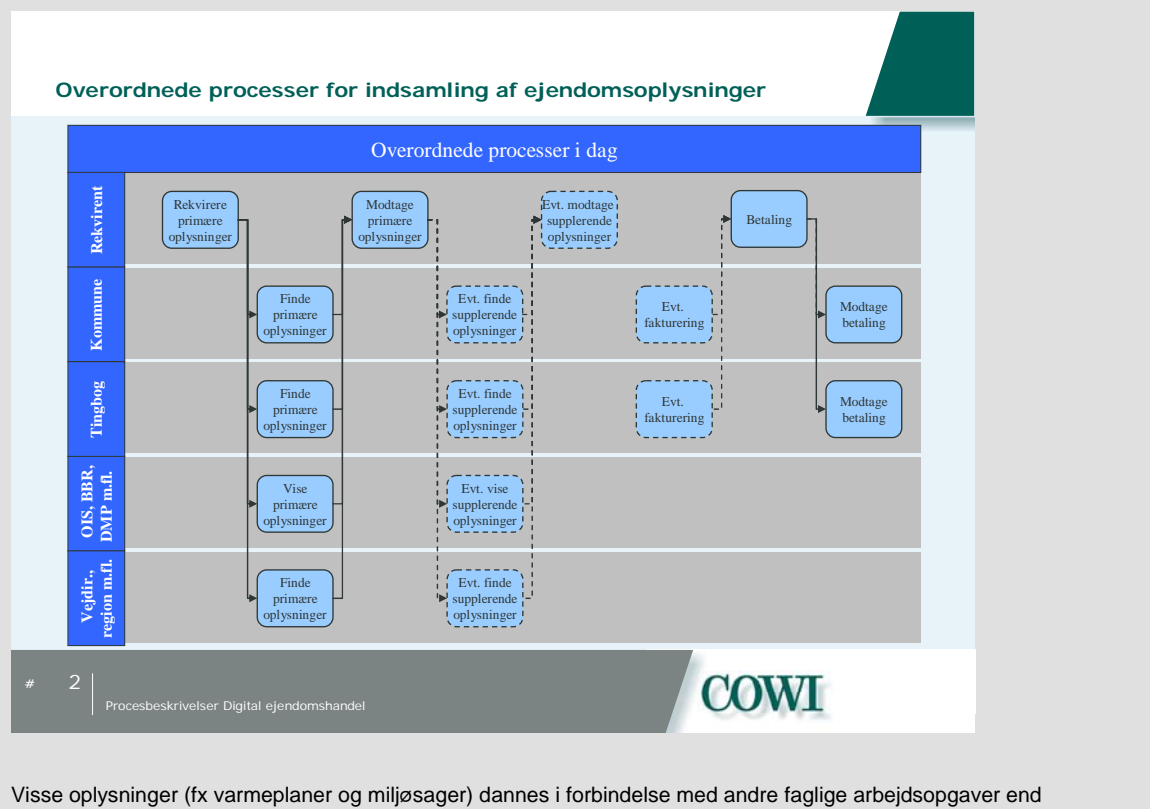 Overordnede processer for indsamling af ejendomsoplysninger
Overordnede processer i dag
Rekvirent
Rekvirere
primære
oplysninger
Modtage
primære
oplysninger
Evt. modtage
supplerende
oplysninger
Betaling
Kommune
Finde
primære
oplysninger
Evt. finde
supplerende
oplysninger
Evt.
fakturering
Modtage
betaling
Tingbog
Finde
primære
oplysninger
Evt. finde
supplerende
oplysninger
Evt.
fakturering
Modtage
betaling
OIS, BBR,
DMP m.fl.
Vise
primære
oplysninger
Evt. vise
supplerende
oplysninger
Vejdir.,
region m.fl.
Finde
primære
oplysninger
Evt. finde
supplerende
oplysninger
# 2
Procesbeskrivelser Digital ejendomshandel
COWI
Visse oplysninger (fx varmeplaner og miljøsager) dannes i forbindelse med andre faglige arbejdsopgaver end